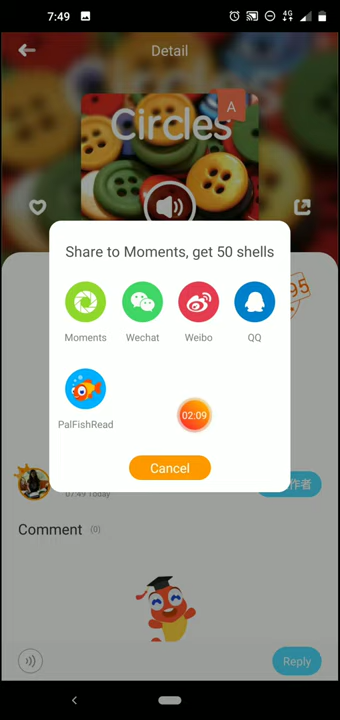 7:49
4G
Detail
A
Circles
Share to Moments, get 50 shells
Moments
Wechat
Weibo
QQ
95
PalFishRead
02:09
Cancel
07:49 Today
作者
Comment (0)
Reply